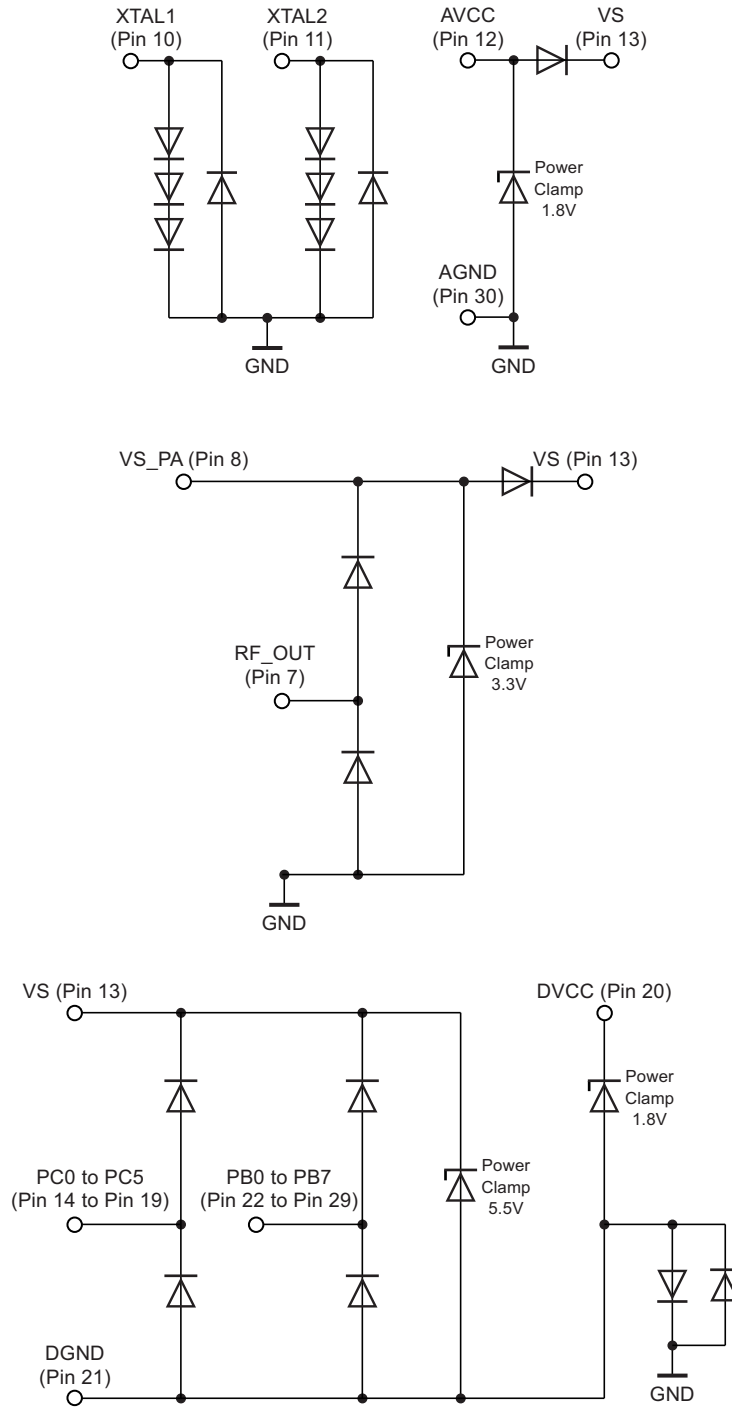 XTAL1
(Pin 10)
XTAL2
(Pin 11)
AVCC
(Pin 12)
VS
(Pin 13)
Power
Clamp
1.8V
AGND
(Pin 30)
GND
GND
VS_PA (Pin 8)
VS (Pin 13)
RF_OUT
(Pin 7)
Power
Clamp
3.3V
GND
VS (Pin 13)
DVCC (Pin 20)
Power
Clamp
1.8V
PC0 to PC5
(Pin 14 to Pin 19)
PB0 to PB7
(Pin 22 to Pin 29)
Power
Clamp
5.5V
DGND
(Pin 21)
GND